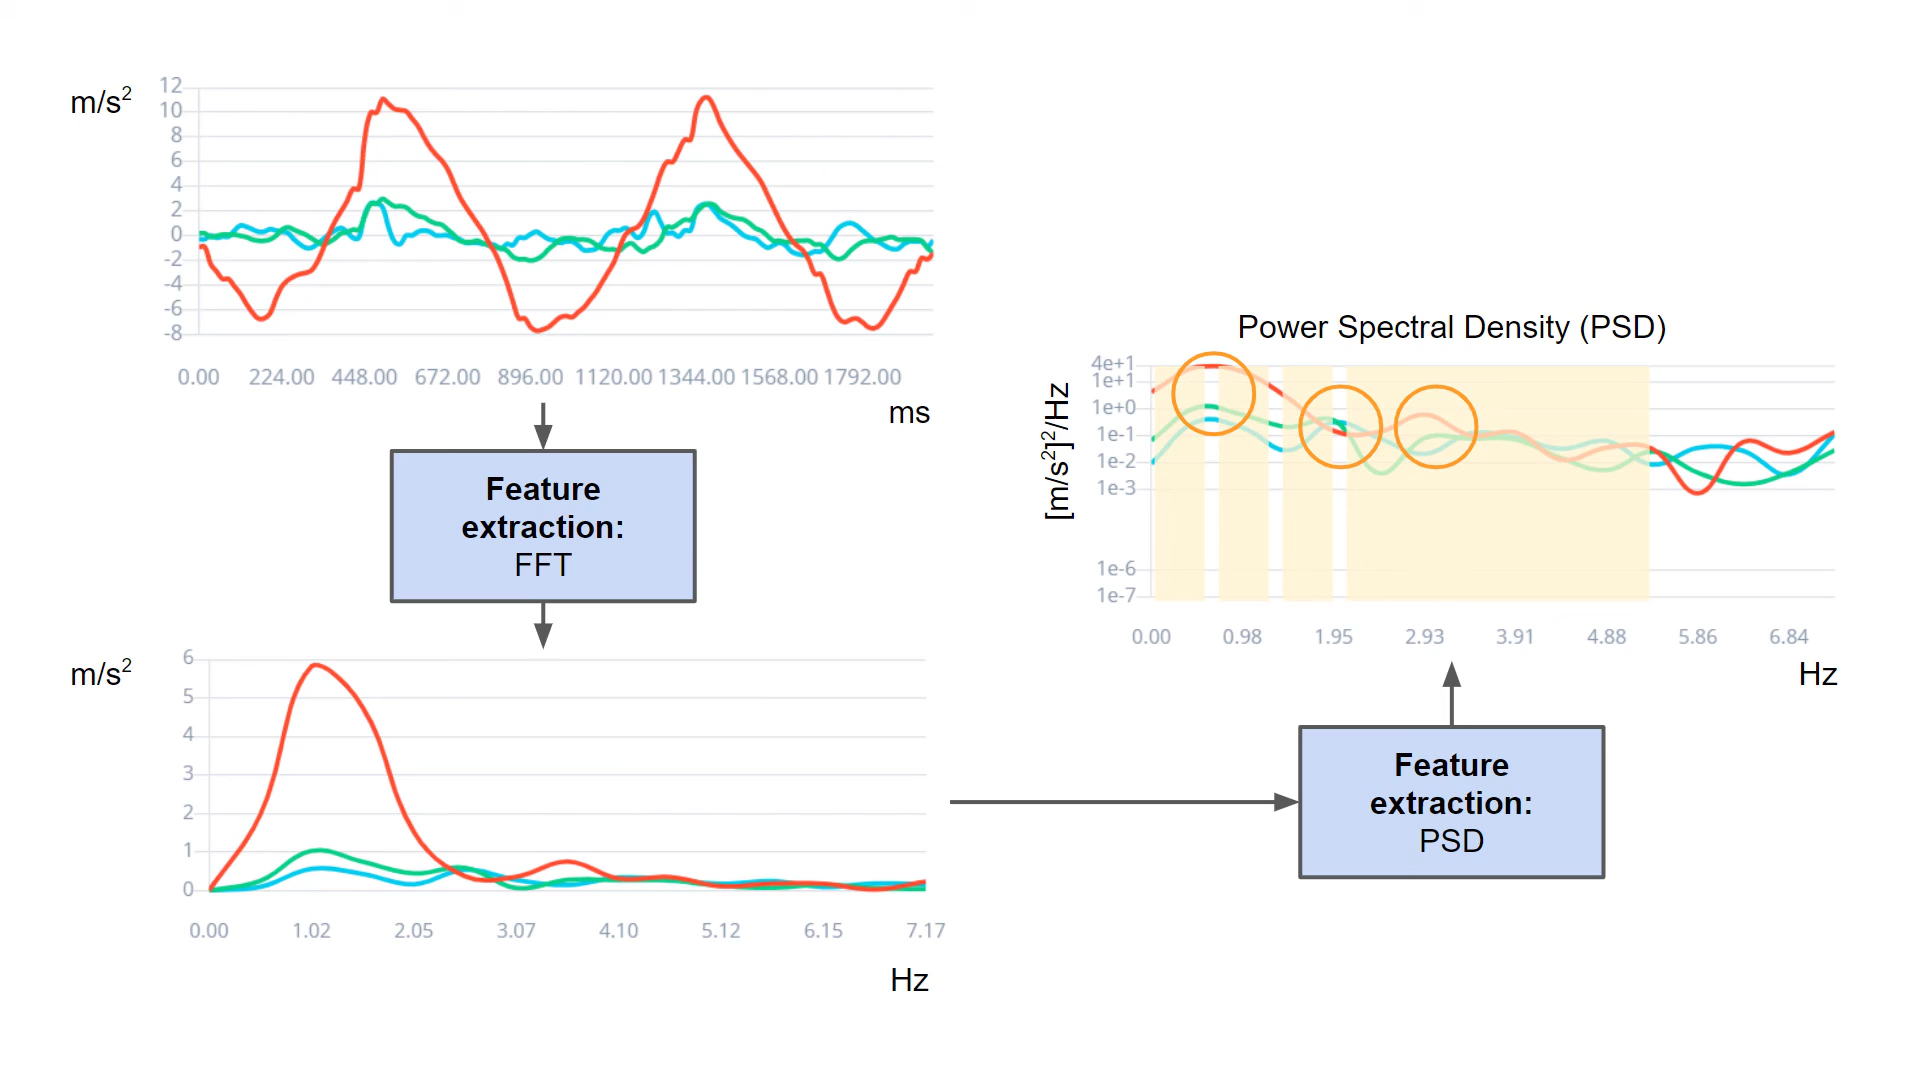 m/s²
12
10
8
6
4
2
0
-2
-4
-6
-8
0.00 224.00 448.00 672.00 896.00 1120.00 1344.00 1568.00 1792.00
ms
Feature
extraction:
FFT
m/s²
6
5
4
3
2
1
0
0.00 1.02 2.05 3.07 4.10 5.12 6.15 7.17
Hz
Power Spectral Density (PSD)
[m/s²]²/Hz
4e+1
1e+1
1e+0
1e-1
1e-2
1e-3
1e-6
1e-7
0.00 0.98 1.95 2.93 3.91 4.88 5.86 6.84
Hz
Feature
extraction:
PSD